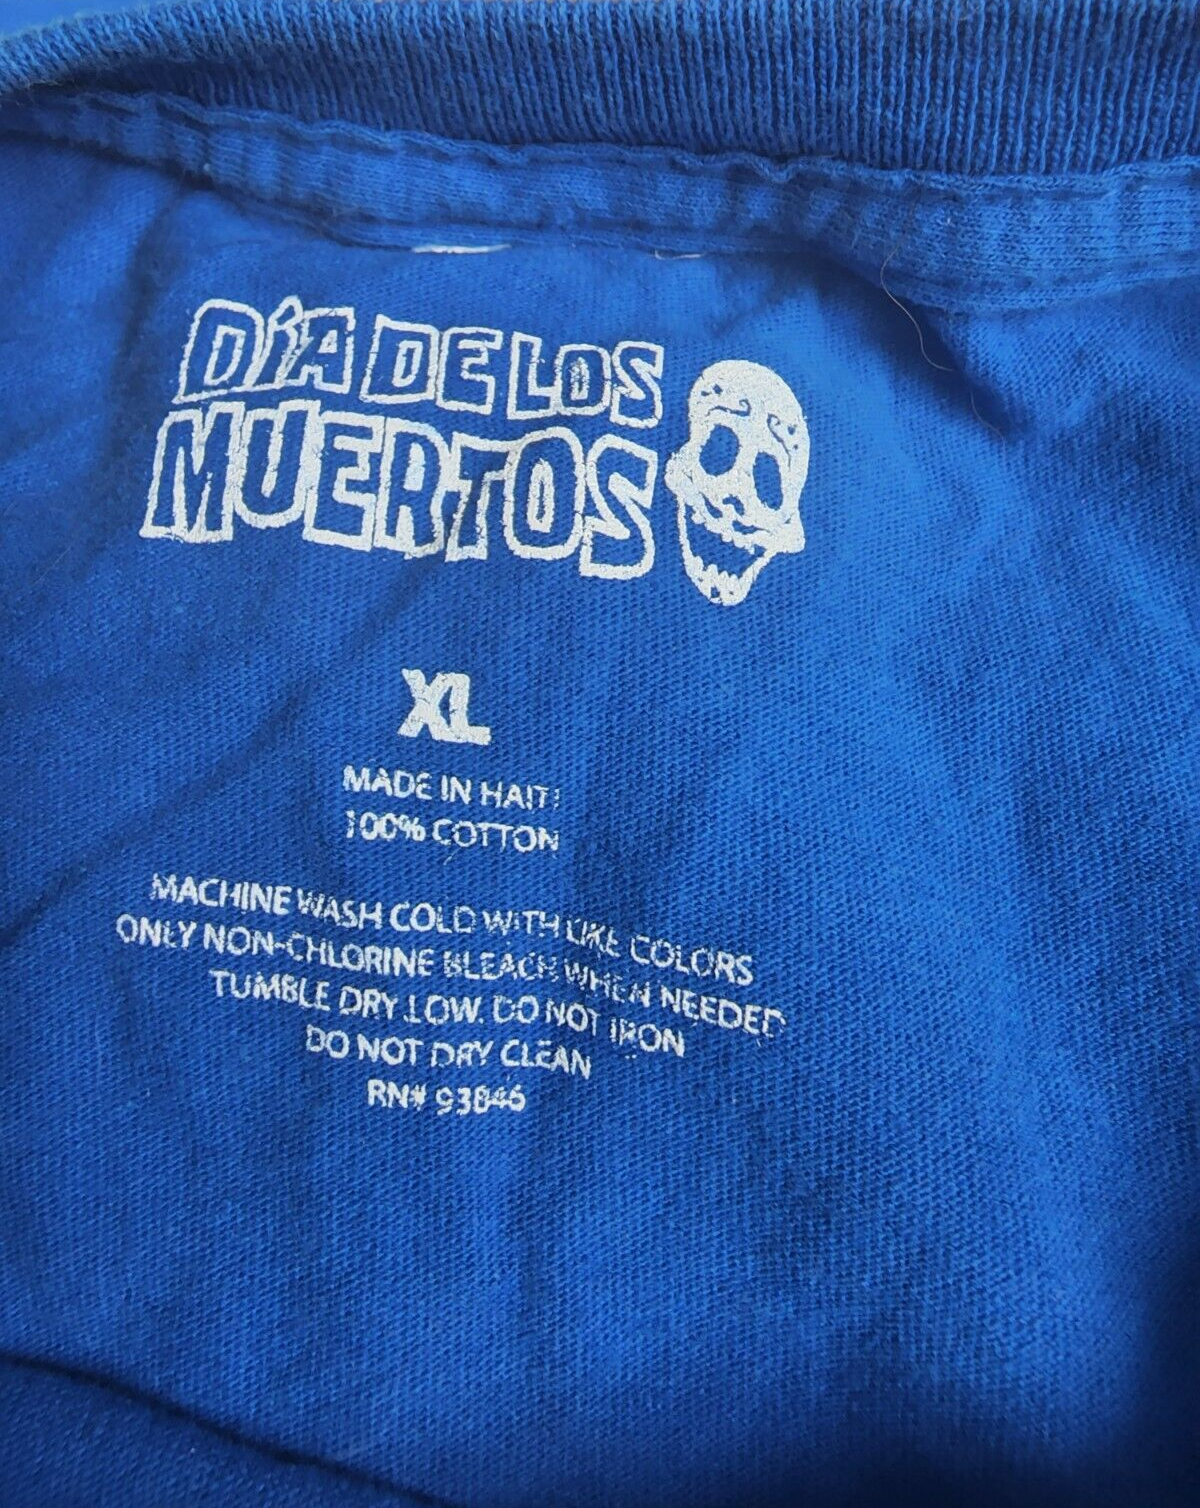 DÍA DE LOS
MUERTOS
XL
MADE IN HAITI
100% COTTON
MACHINE WASH COLD WITH LIKE COLORS
ONLY NON-CHLORINE BLEACH WHEN NEEDED
TUMBLE DRY LOW. DO NOT IRON
DO NOT DRY CLEAN
RN# 93846